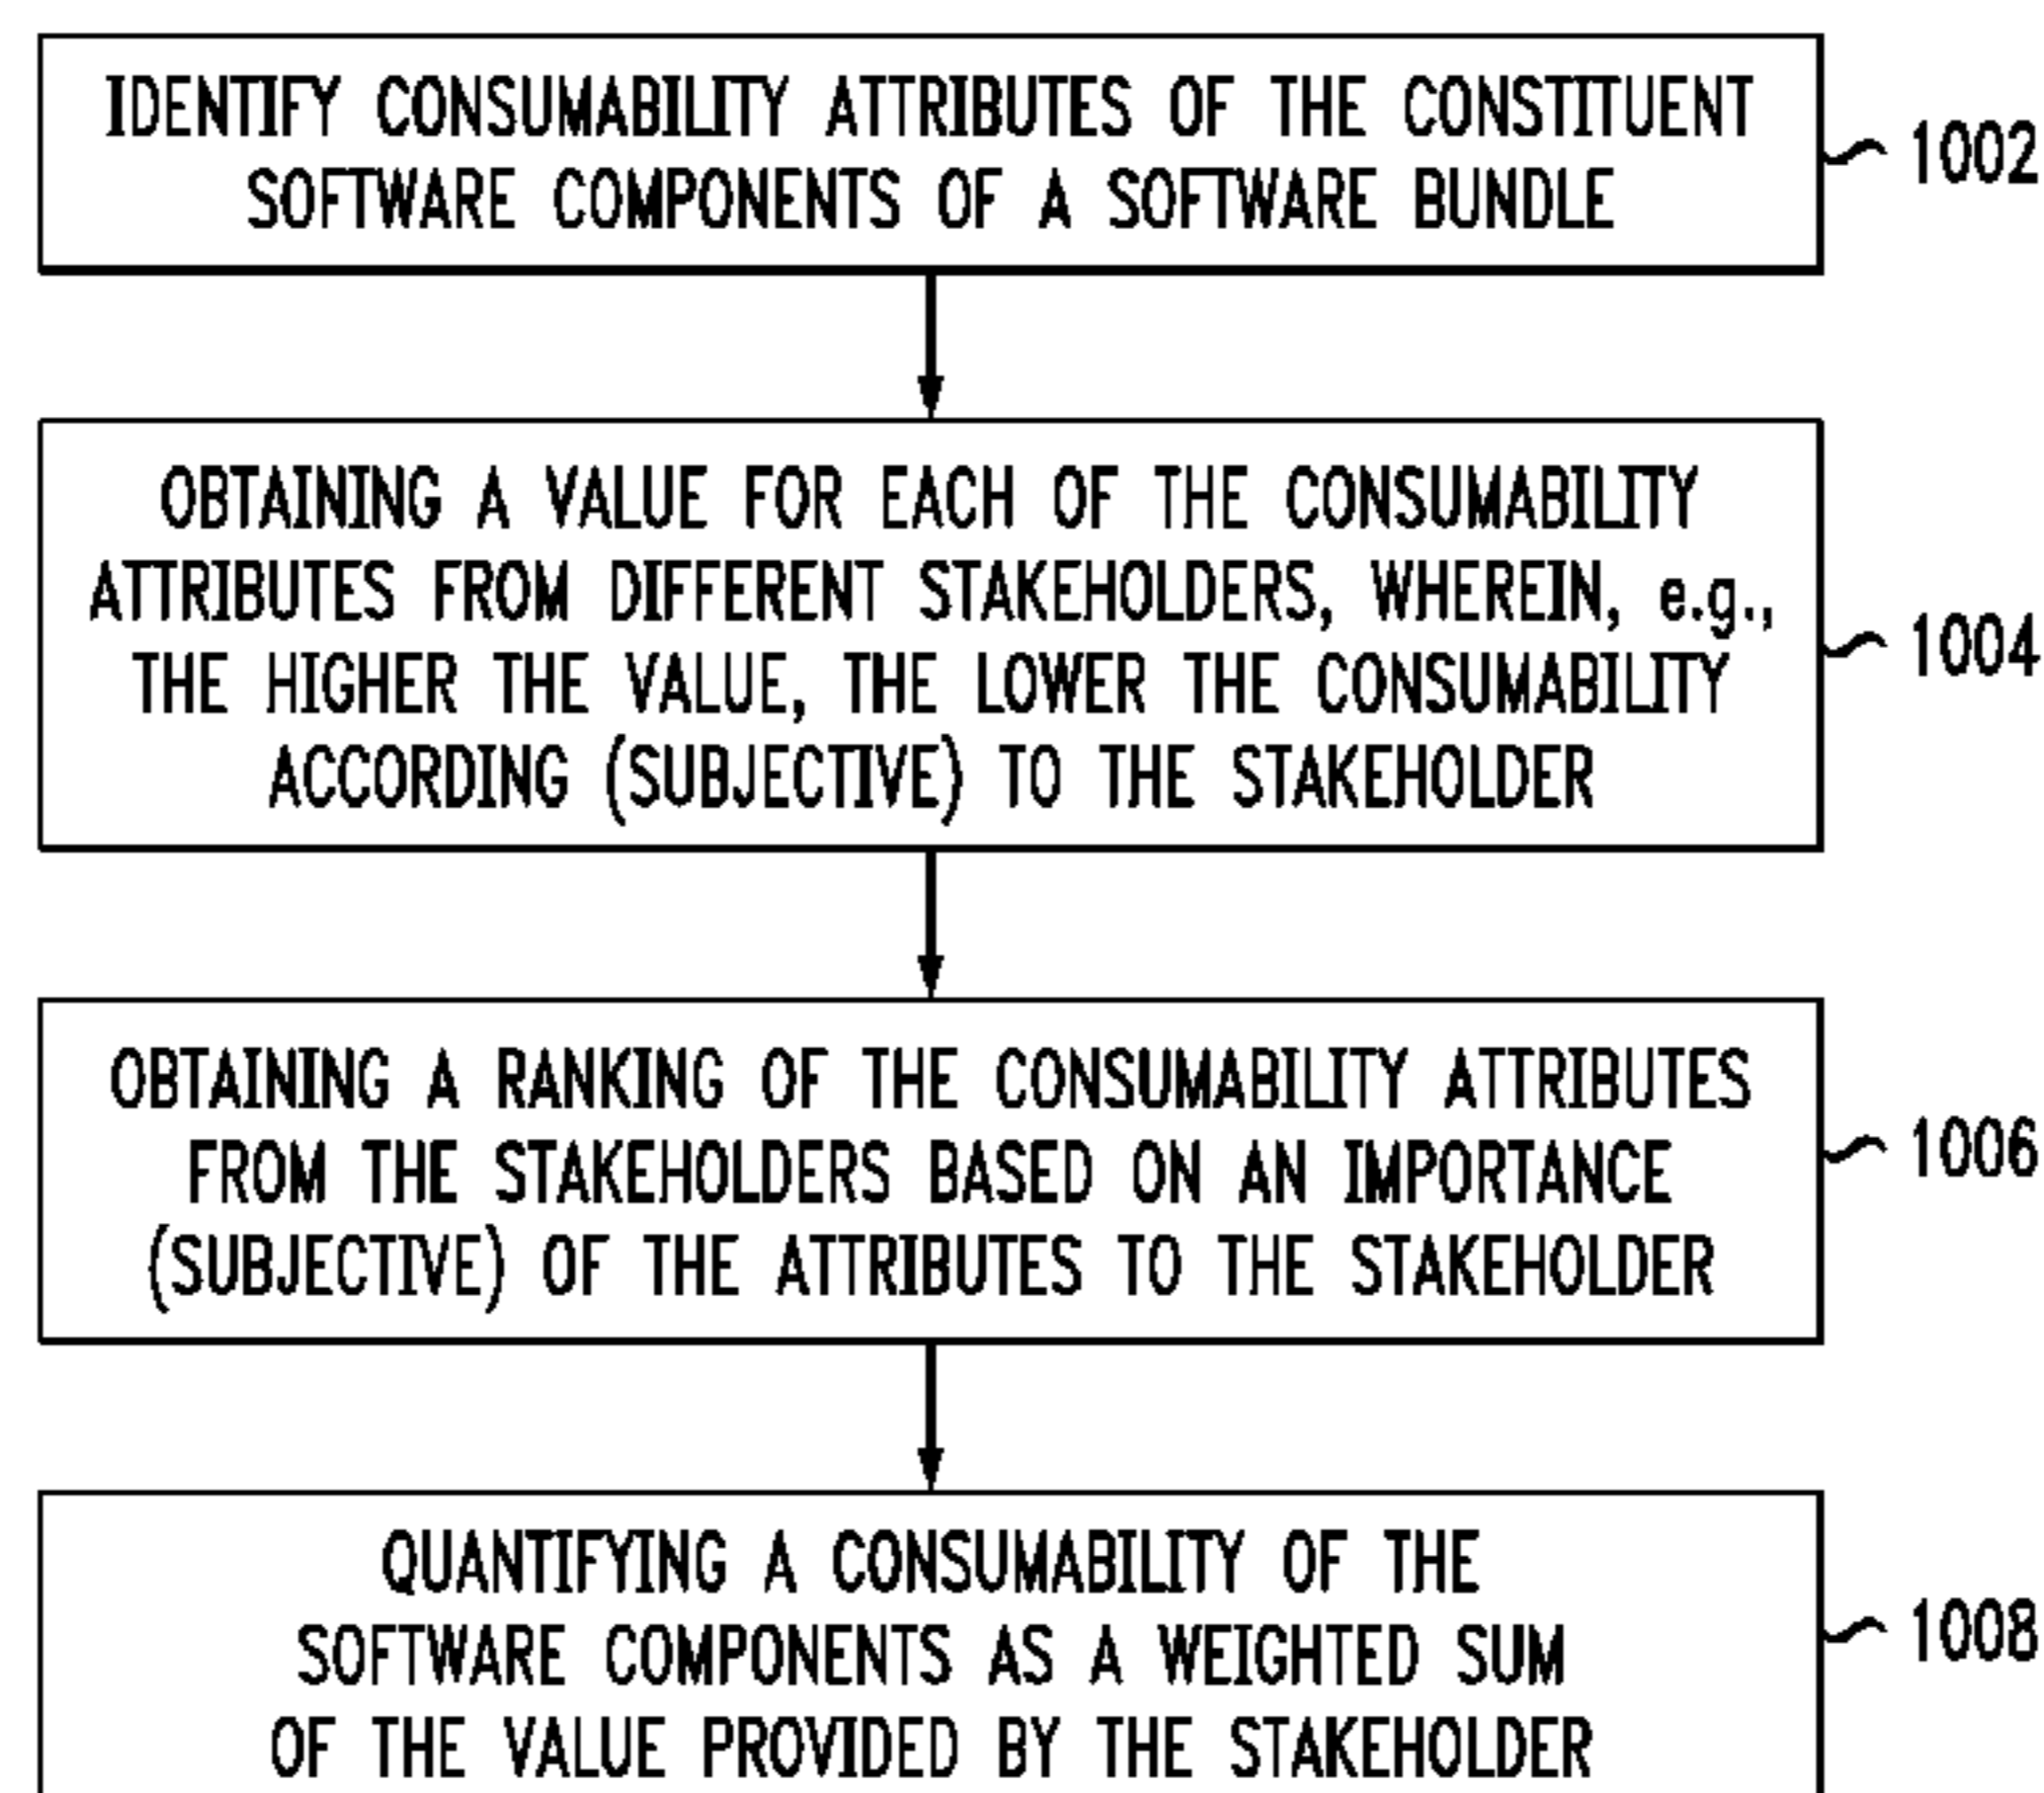 IDENTIFY CONSUMABILITY ATTRIBUTES OF THE CONSTITUENT
SOFTWARE COMPONENTS OF A SOFTWARE BUNDLE
1002
OBTAINING A VALUE FOR EACH OF THE CONSUMABILITY
ATTRIBUTES FROM DIFFERENT STAKEHOLDERS, WHEREIN, e.g.,
THE HIGHER THE VALUE, THE LOWER THE CONSUMABILITY
ACCORDING (SUBJECTIVE) TO THE STAKEHOLDER
1004
OBTAINING A RANKING OF THE CONSUMABILITY ATTRIBUTES
FROM THE STAKEHOLDERS BASED ON AN IMPORTANCE
(SUBJECTIVE) OF THE ATTRIBUTES TO THE STAKEHOLDER
1006
QUANTIFYING A CONSUMABILITY OF THE
SOFTWARE COMPONENTS AS A WEIGHTED SUM
OF THE VALUE PROVIDED BY THE STAKEHOLDER
1008